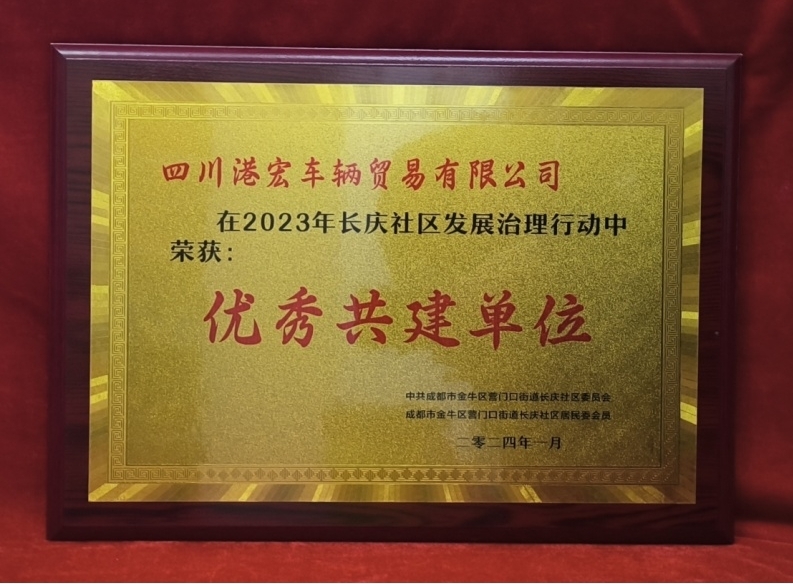 四川港宏车辆贸易有限公司
在2023年长庆社区发展治理行动中
荣获：
优秀共建单位
中共成都市金牛区营门口街道长庆社区委员会
成都市金牛区营门口街道长庆社区居民委会员
二零二四年一月